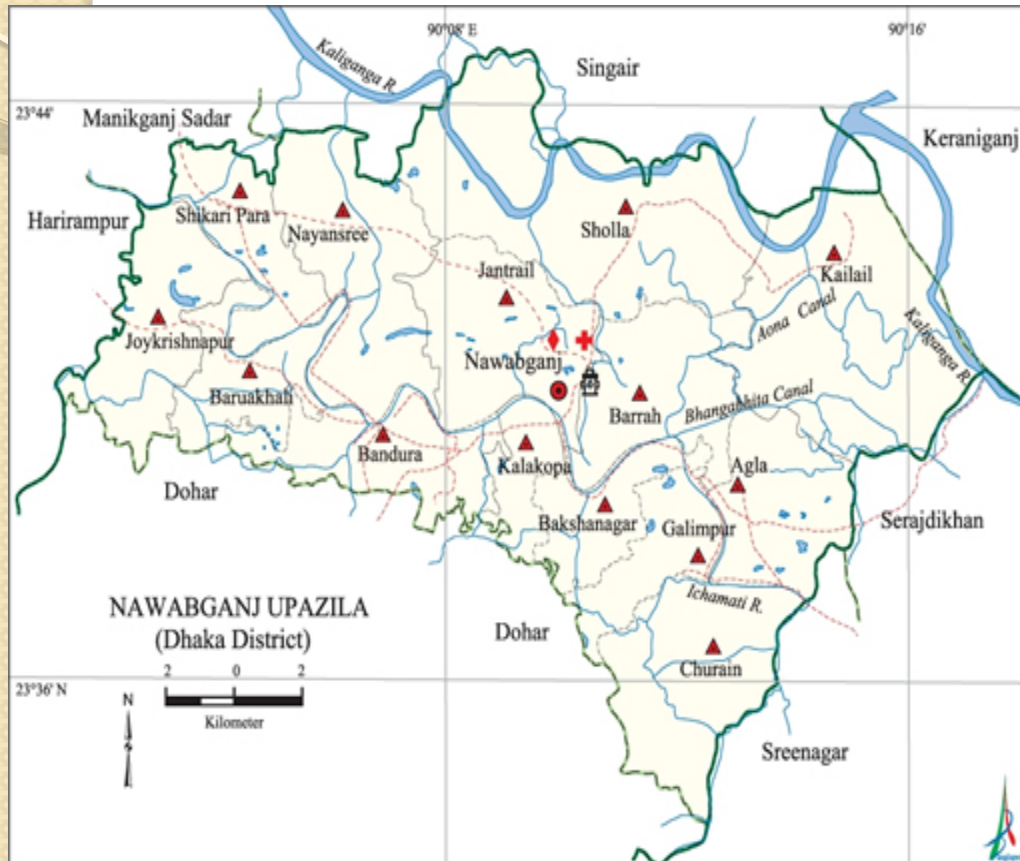 90°08' E
90°16'
Kaliganga R.
Singair
23°44'
Manikganj Sadar
Keraniganj
Harirampur
Shikari Para
Nayansree
Sholla
Kailail
Jantrail
Aona Canal
Kaliganga R.
Joykrishnapur
Nawabganj
Baruakhali
Barrah
Bhangabhita Canal
Bandura
Kalakopa
Agla
Dohar
Bakshanagar
Serajdikhan
Galimpur
Ichamati R.
NAWABGANJ UPAZILA
(Dhaka District)
Dohar
Churain
2 0 2
Kilometer
23°36' N
N
Sreenagar